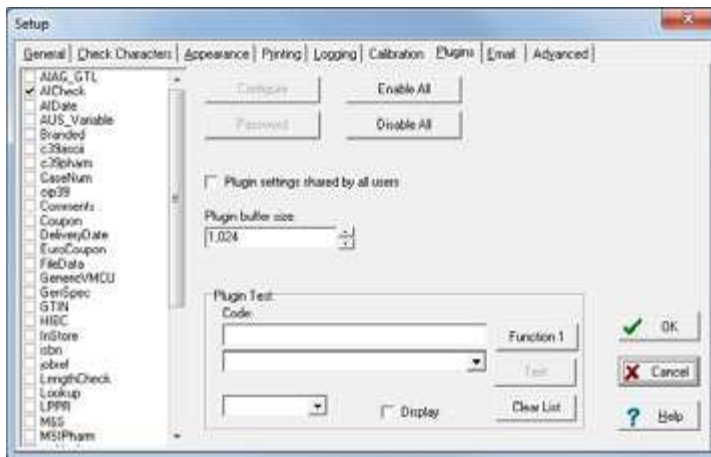 Setup
General
Check Characters
Appearance
Printing
Logging
Calibration
Plugins
Email
Advanced
AIAG_GTL
AICheck
AIDate
AUS_Variable
Branded
c39ascii
c39pharm
CaseNum
cip39
Comments
Coupon
DeliveryDate
EuroCoupon
FileData
GenericVMCU
GenSpec
GTIN
HIBC
InStore
isbn
jobref
LengthCheck
Lookup
LPPR
M&S
MSIPharm
Configure
Enable All
Password
Disable All
Plugin settings shared by all users
Plugin buffer size:
1,024
Plugin Test
Code:
Function 1
Test
Display
Clear List
OK
Cancel
Help